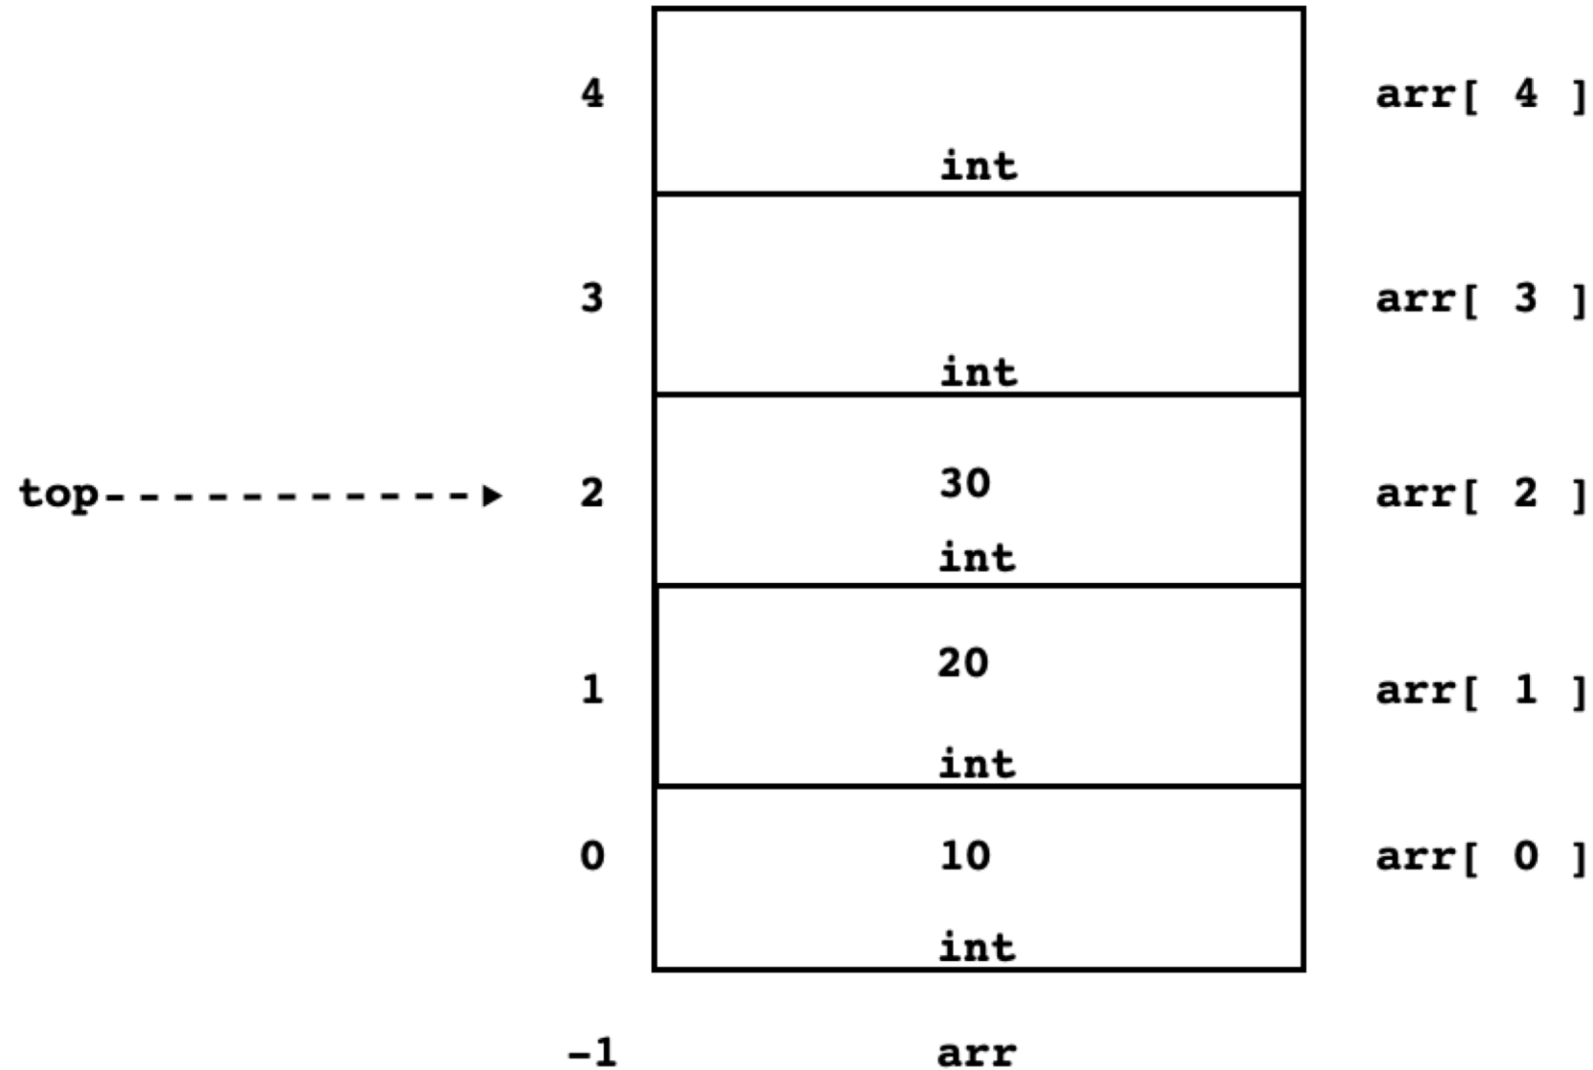 4 arr[ 4 ]
int
3 arr[ 3 ]
int
top 2 30 arr[ 2 ]
int
20
1 arr[ 1 ]
int
0 10 arr[ 0 ]
int
-1 arr